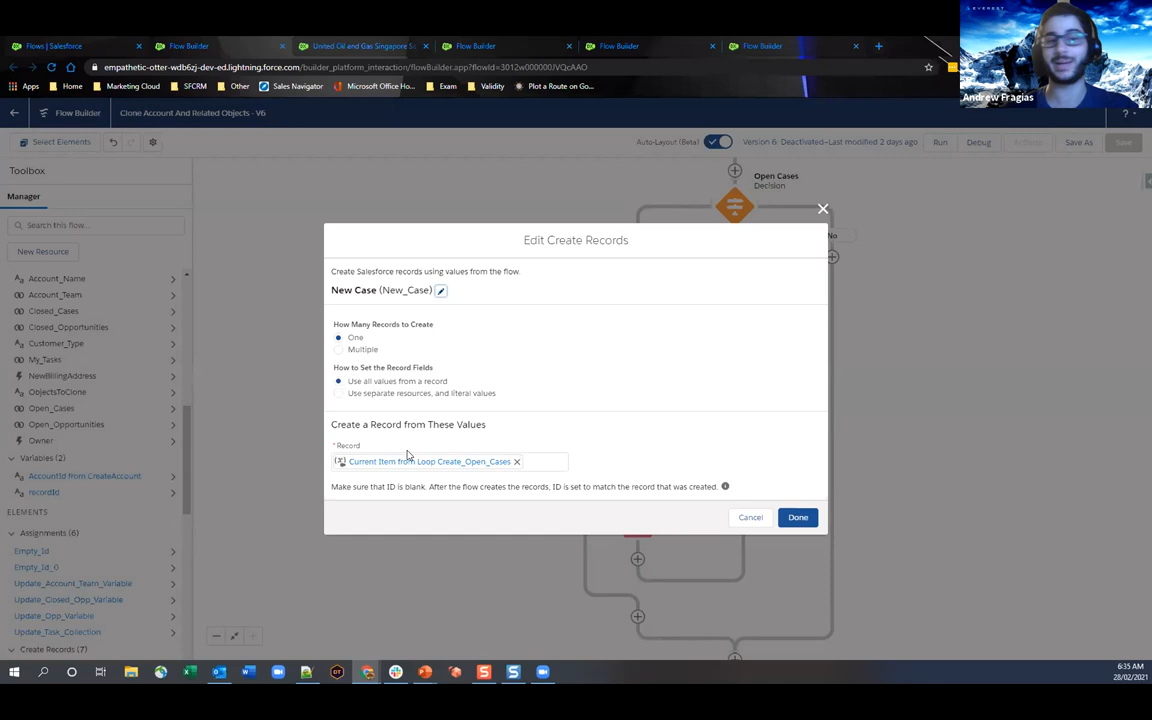 LEVEREST
Andrew Fragias
Flows | Salesforce
Flow Builder
United Oil and Gas Singapore
Flow Builder
Flow Builder
Flow Builder
empathetic-otter-wdb6zj-dev-ed.lightning.force.com/builder_platform_interaction/flowBuilder.app?flowId=3012w000000JVQcAAO
Apps
Home
Marketing Cloud
SFCRM
Other
Sales Navigator
Microsoft Office Ho...
Exam
Validity
Plot a Route on Goo...
Flow Builder
Clone Account And Related Objects - V6
?
Select Elements
Auto-Layout (Beta)
Version 6: Deactivated—Last modified 2 days ago
Run
Debug
Save As
Save
Toolbox
Manager
Search this flow...
New Resource
Account_Name
Account_Team
Closed_Cases
Closed_Opportunities
Customer_Type
My_Tasks
NewBillingAddress
ObjectsToClone
Open_Cases
Open_Opportunities
Owner
Variables (2)
AccountId from CreateAccount
recordId
ELEMENTS
Assignments (6)
Empty_Id
Empty_Id_0
Update_Account_Team_Variable
Update_Closed_Opp_Variable
Update_Opp_Variable
Update_Task_Collection
Create Records (7)
Open Cases
Decision
No
Edit Create Records
Create Salesforce records using values from the flow.
New Case (New_Case)
How Many Records to Create
One
Multiple
How to Set the Record Fields
Use all values from a record
Use separate resources, and literal values
Create a Record from These Values
* Record
Current Item from Loop Create_Open_Cases
Make sure that ID is blank. After the flow creates the records, ID is set to match the record that was created.
Cancel
Done
6:35 AM
28/02/2021